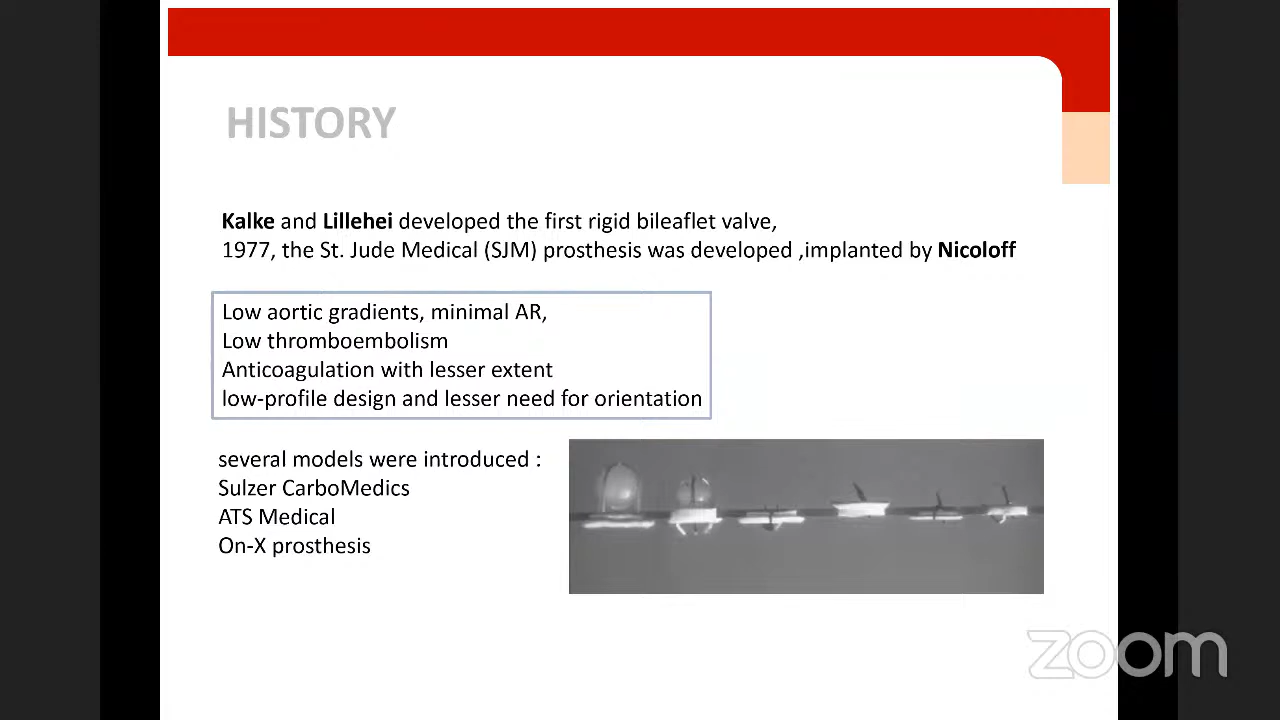 HISTORY
Kalke and Lillehei developed the first rigid bileaflet valve,
1977, the St. Jude Medical (SJM) prosthesis was developed ,implanted by Nicoloff
Low aortic gradients, minimal AR,
Low thromboembolism
Anticoagulation with lesser extent
low-profile design and lesser need for orientation
several models were introduced :
Sulzer CarboMedics
ATS Medical
On-X prosthesis
zoom